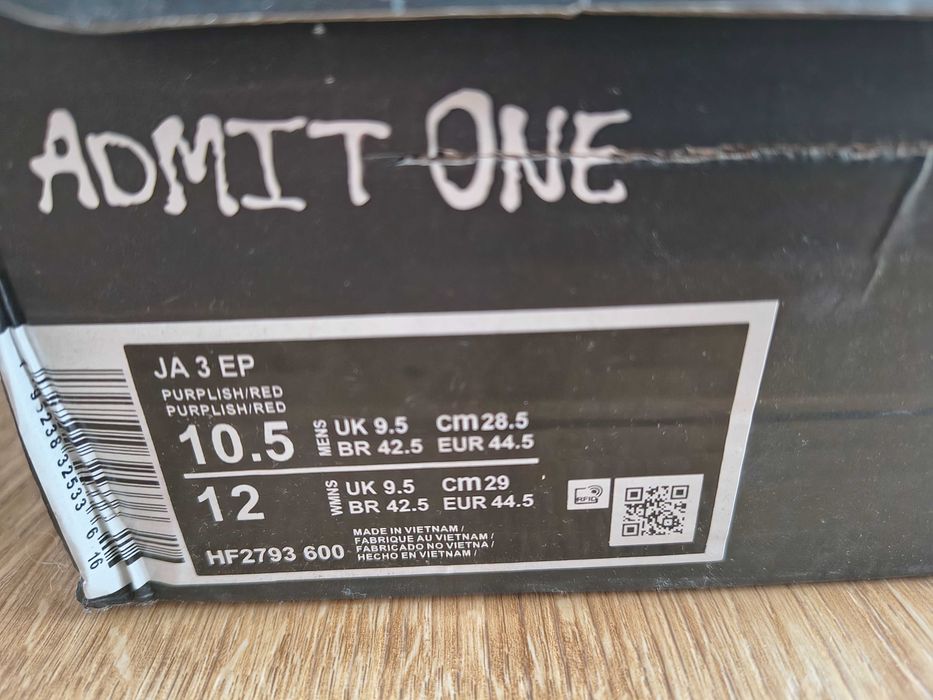 ADMIT ONE
JA 3 EP
PURPLISH/RED
PURPLISH/RED
10.5 MENS UK 9.5 cm 28.5
BR 42.5 EUR 44.5
12 WMNS UK 9.5 cm 29
BR 42.5 EUR 44.5
RFID
HF2793 600
MADE IN VIETNAM /
FABRIQUE AU VIETNAM /
FABRICADO NO VIETNA /
HECHO EN VIETNAM /